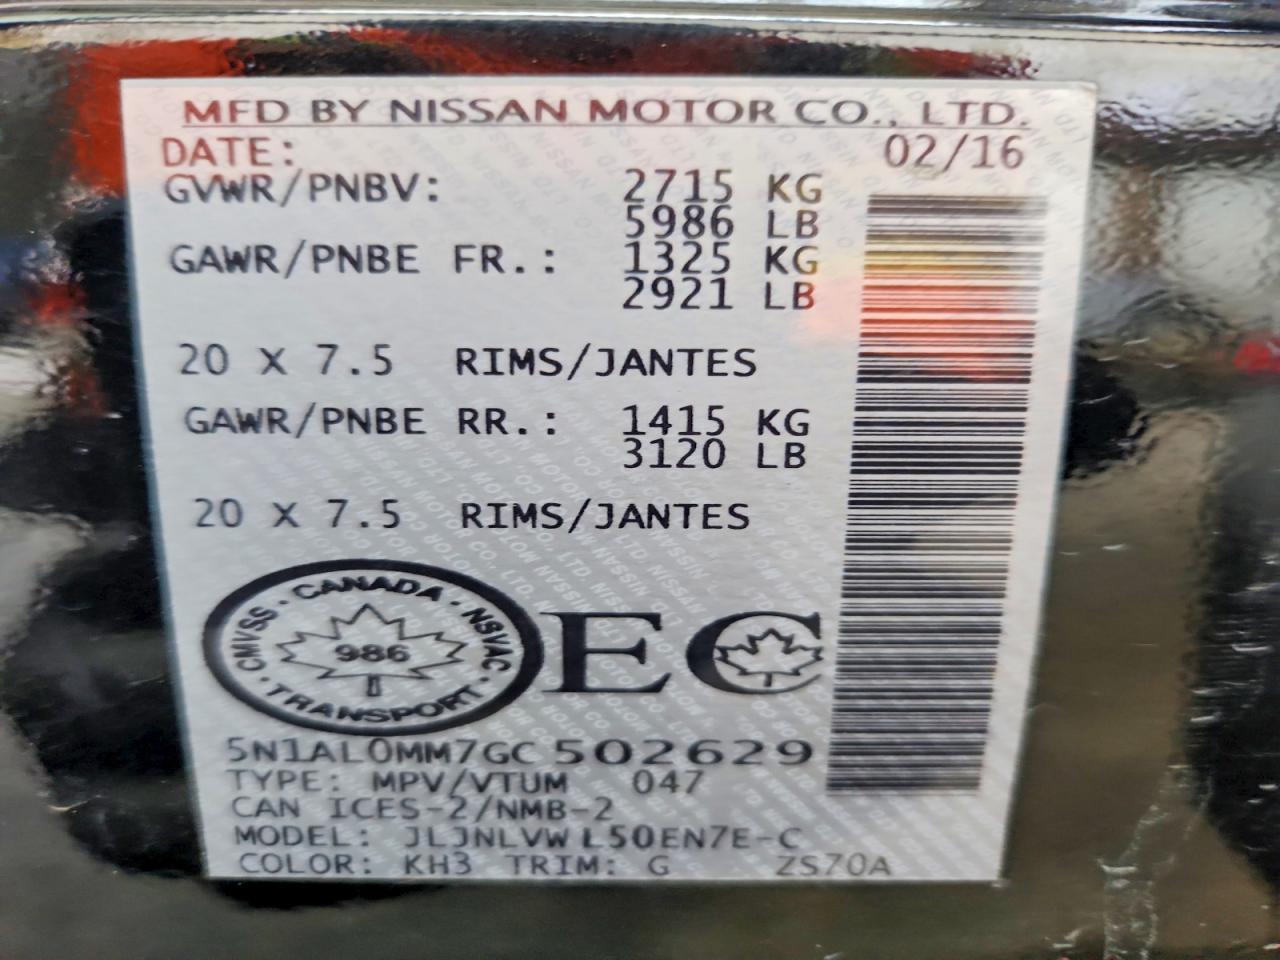 MFD BY NISSAN MOTOR CO., LTD.
DATE: 02/16
GVWR/PNBV: 2715 KG
5986 LB
GAWR/PNBE FR.: 1325 KG
2921 LB
20 X 7.5 RIMS/JANTES
GAWR/PNBE RR.: 1415 KG
3120 LB
20 X 7.5 RIMS/JANTES
CMVSS · CANADA · NSVAC · TRANSPORT ·
986
EC
5N1AL0MM7GC502629
TYPE: MPV/VTUM 047
CAN ICES-2/NMB-2
MODEL: JLJNLVW L50EN7E-C
COLOR: KH3 TRIM: G ZS70A